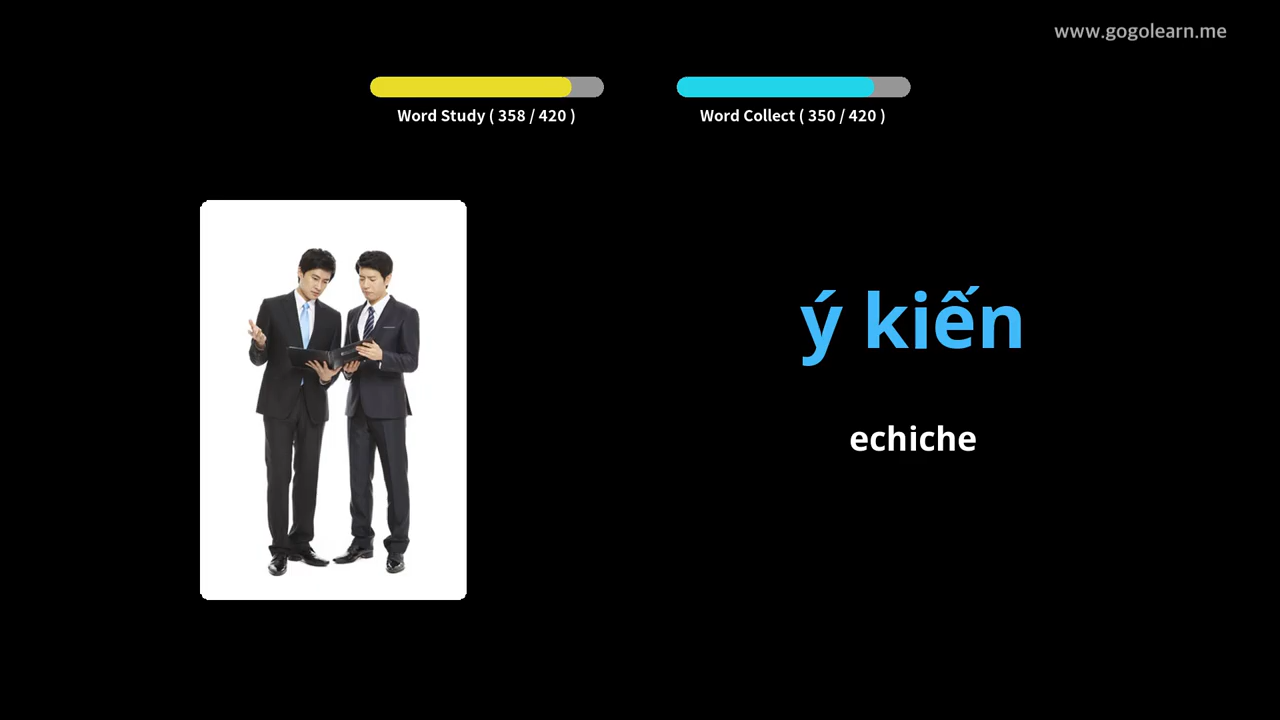 www.gogolearn.me
Word Study ( 358 / 420 )
Word Collect ( 350 / 420 )
ý kiến
echiche